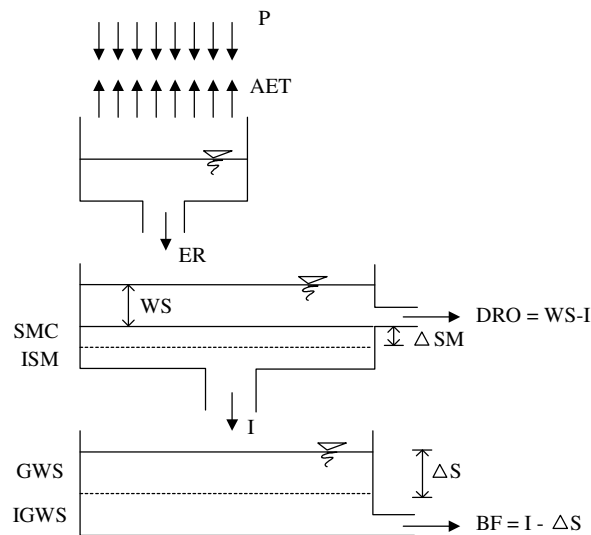 P
AET
ER
WS
DRO = WS-I
SMC
△ SM
ISM
I
GWS
△S
IGWS
BF = I - △S